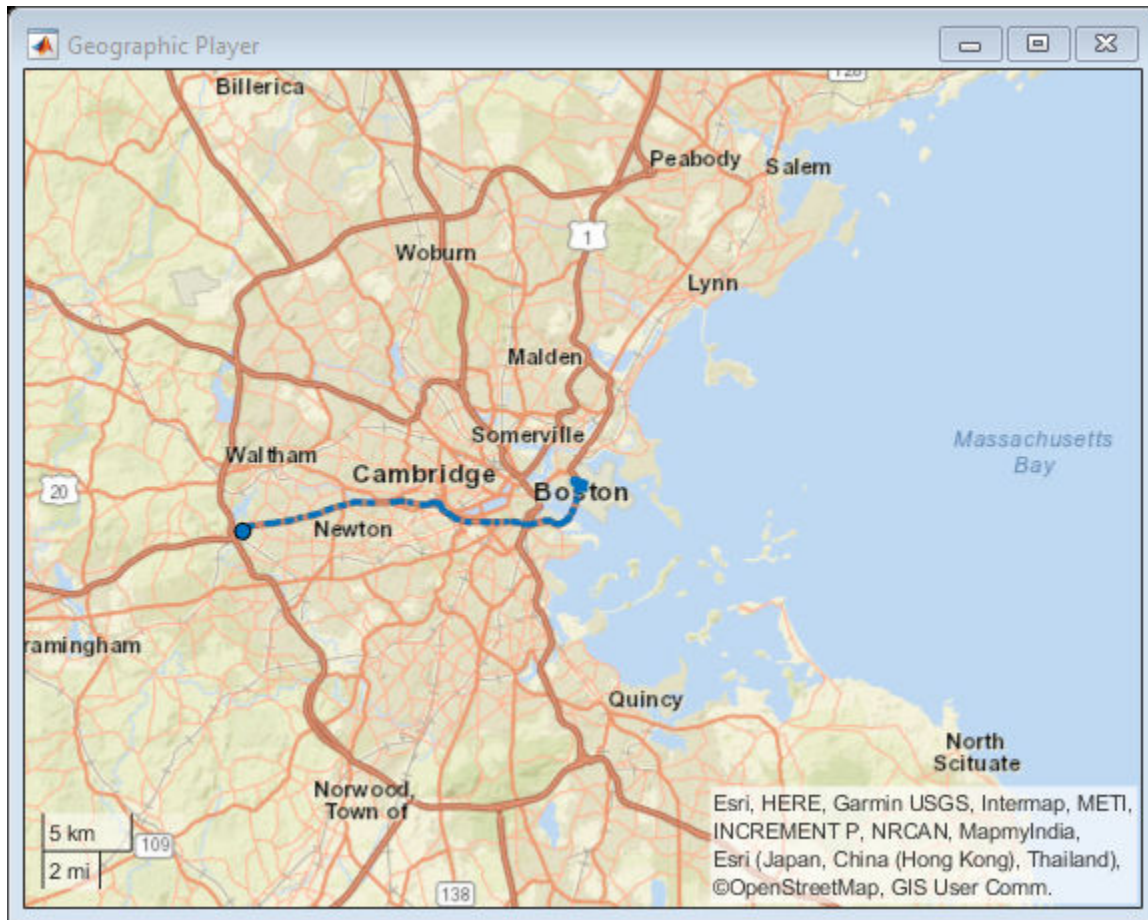 Geographic Player
128
Billerica
Peabody
Salem
1
Woburn
Lynn
Malden
Somerville
Massachusetts
Bay
Waltham
Cambridge
20
Boston
Newton
ramingham
Quincy
North
Scituate
Norwood,
Town of
5 km
2 mi
109
138
Esri, HERE, Garmin USGS, Intermap, METI,
INCREMENT P, NRCAN, MapmyIndia,
Esri (Japan, China (Hong Kong), Thailand),
©OpenStreetMap, GIS User Comm.